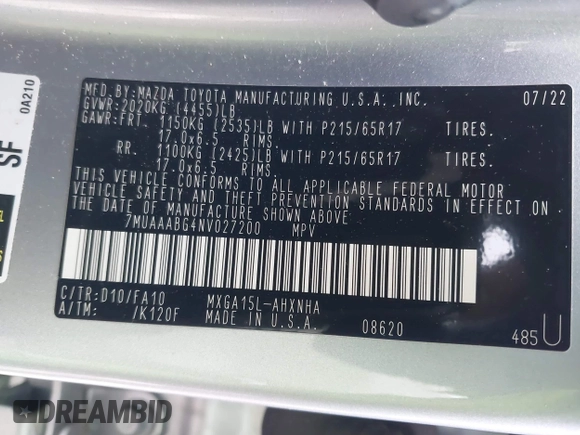 MFD.BY:MAZDA TOYOTA MANUFACTURING U.S.A.,INC. 07/22
GVWR:2020KG (4455)LB
GAWR:FRT 1150KG (2535)LB WITH P215/65R17 TIRES.
17.0x6.5 RIMS.
RR. 1100KG (2425)LB WITH P215/65R17 TIRES.
17.0x6.5 RIMS.
THIS VEHICLE CONFORMS TO ALL APPLICABLE FEDERAL MOTOR
VEHICLE SAFETY AND THEFT PREVENTION STANDARDS IN EFFECT ON
THE DATE OF MANUFACTURE SHOWN ABOVE
7MUAAABG4NV027200 MPV
C/TR:D10/FA10 MXGA15L-AHXNHA
A/TM: /K120F MADE IN U.S.A. 08620
485U
0A210
SF
DREAMBID